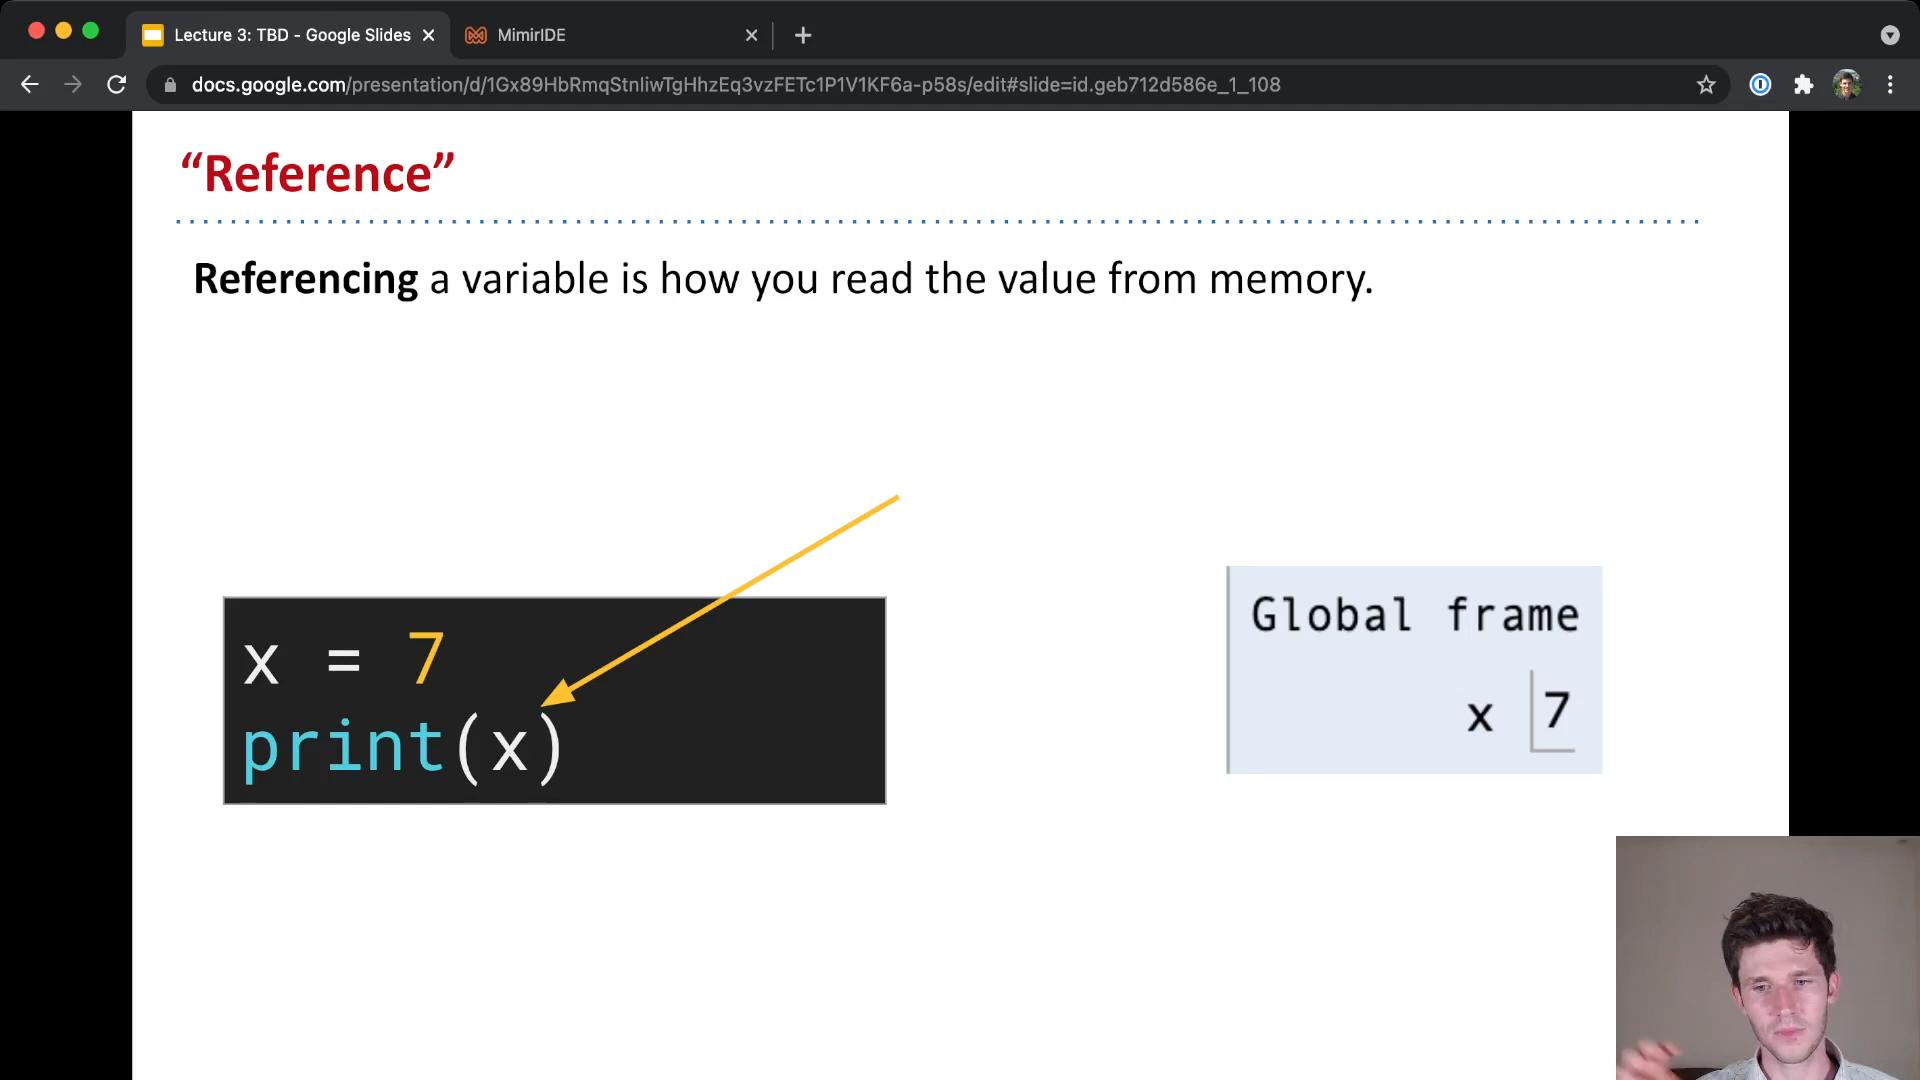 Lecture 3: TBD - Google Slides
MimirIDE
docs.google.com/presentation/d/1Gx89HbRmqStnIiwTgHhzEq3vzFETc1P1V1KF6a-p58s/edit#slide=id.geb712d586e_1_108
“Reference”
Referencing a variable is how you read the value from memory.
x = 7
print(x)
Global frame
x 7